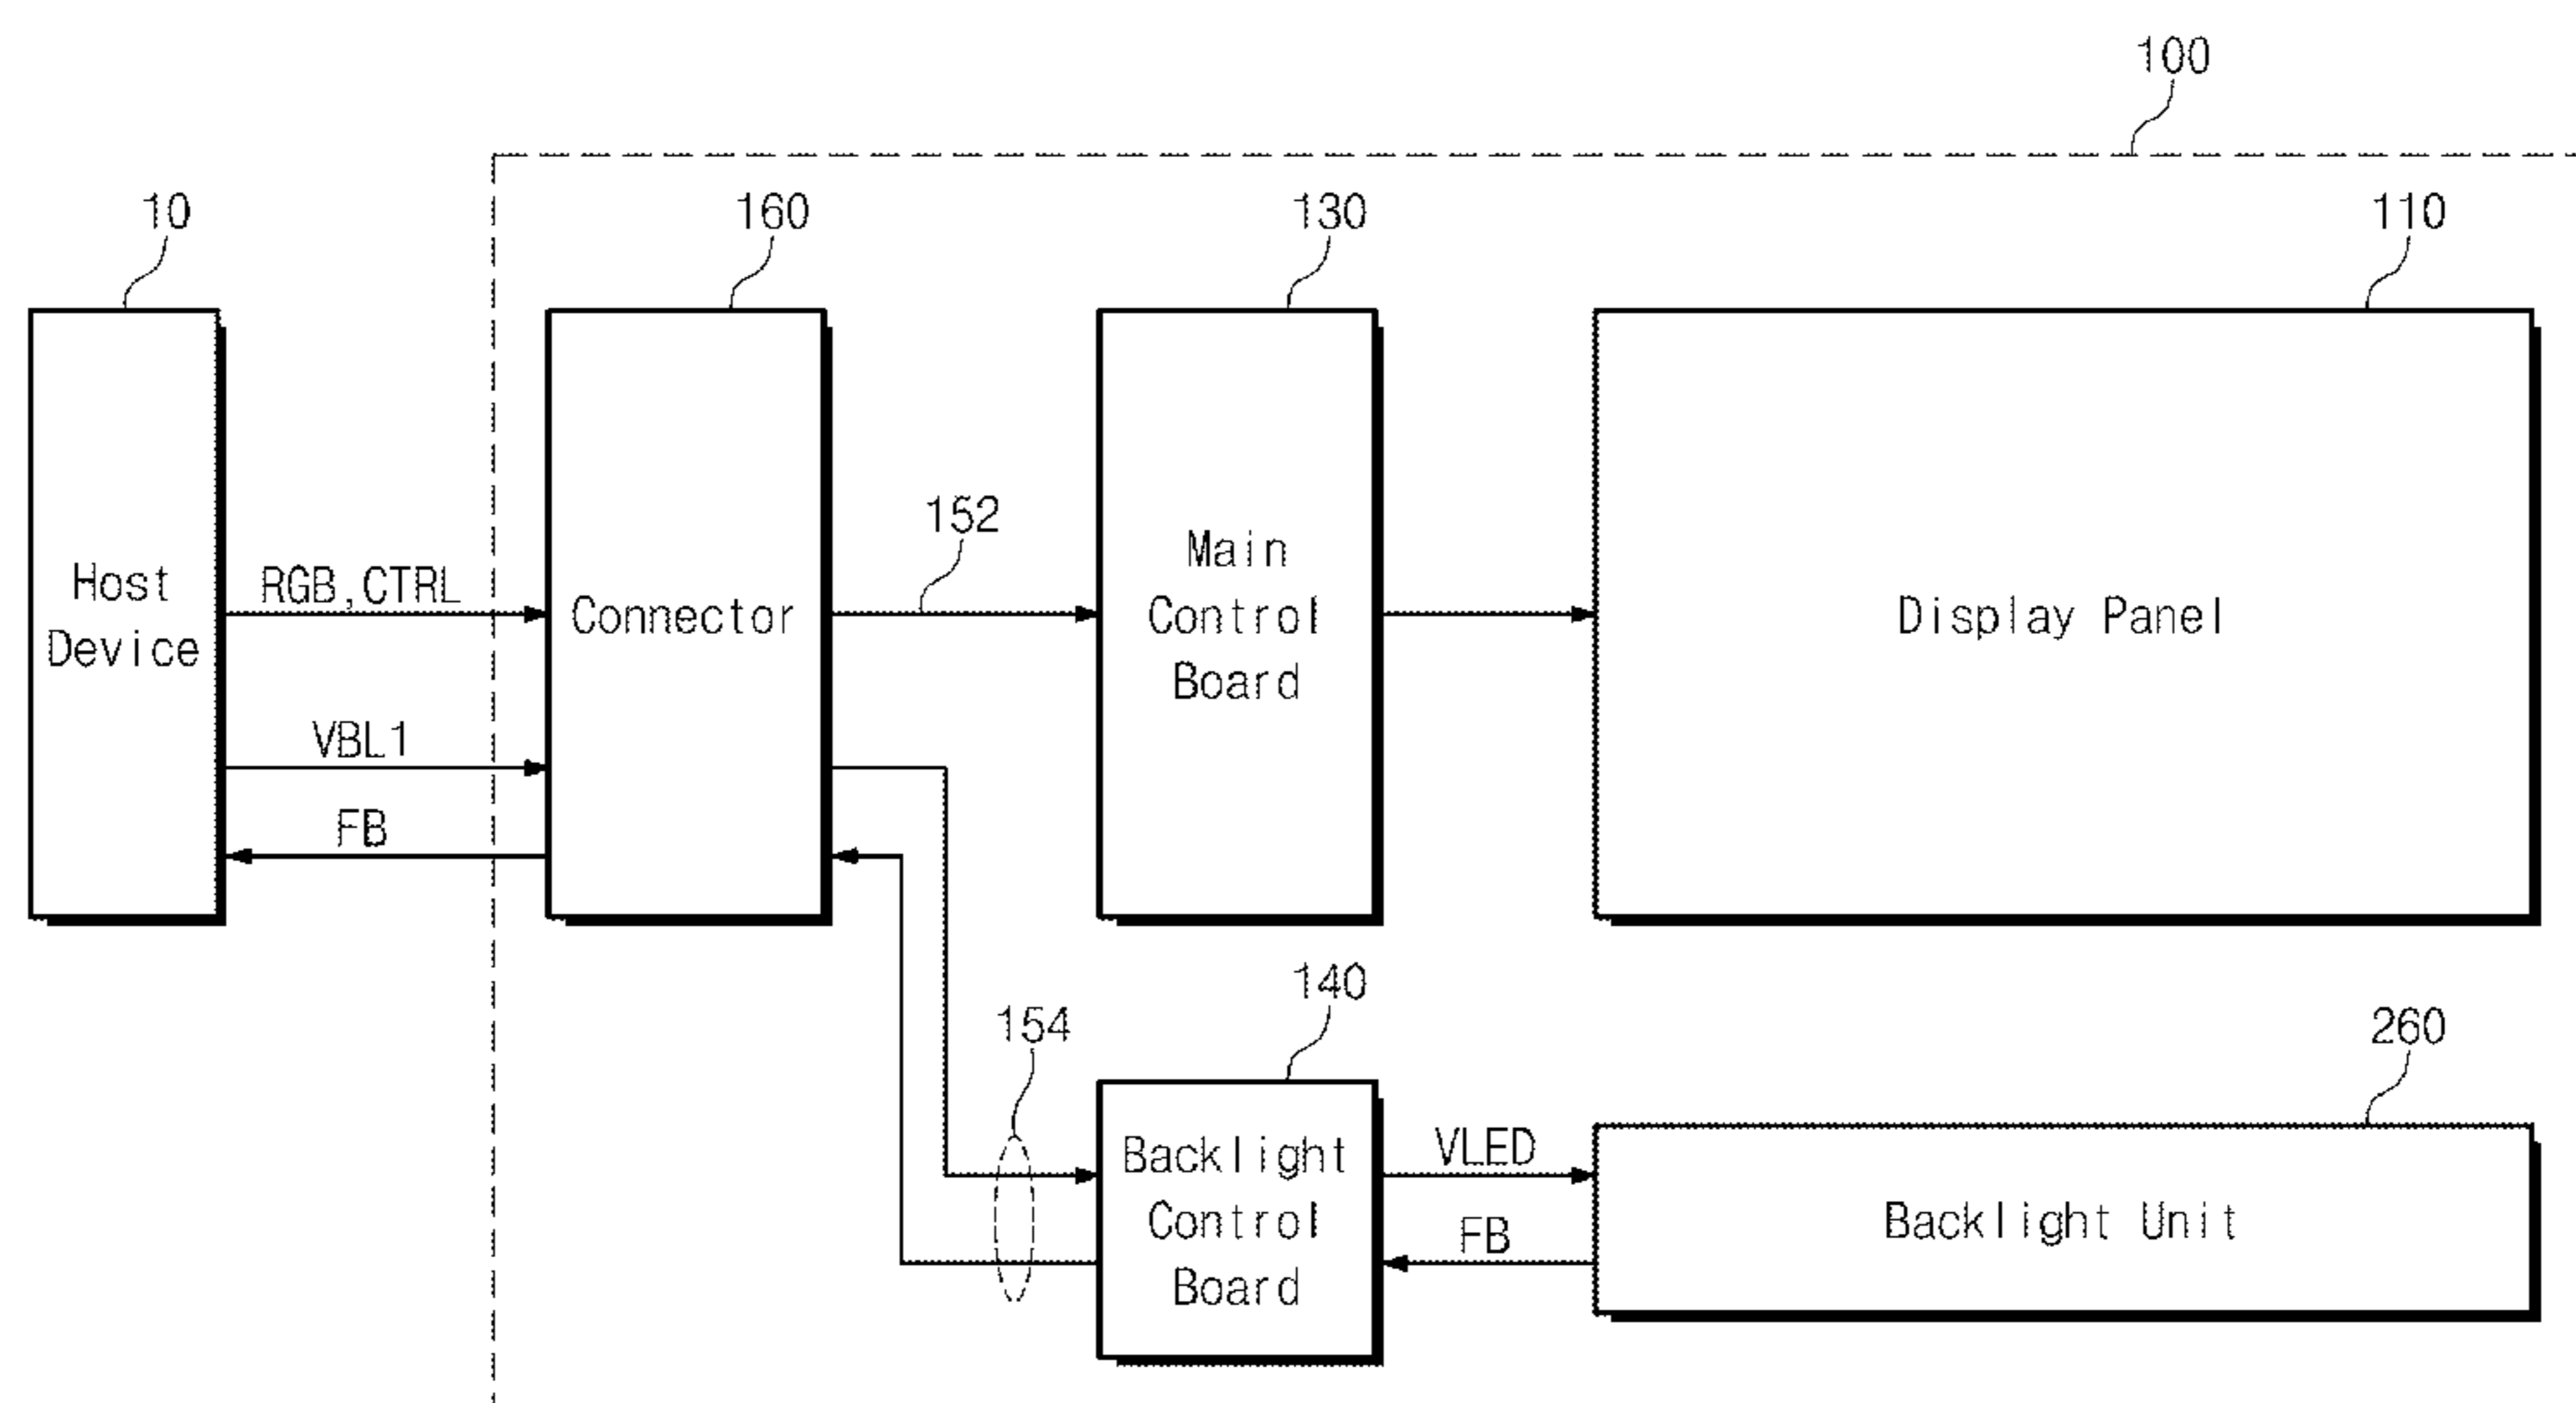 100
10
160
130
110
152
Host
Device
RGB,CTRL
Connector
Main
Control
Board
Display Panel
VBL1
FB
154
140
260
Backlight
Control
Board
VLED
FB
Backlight Unit